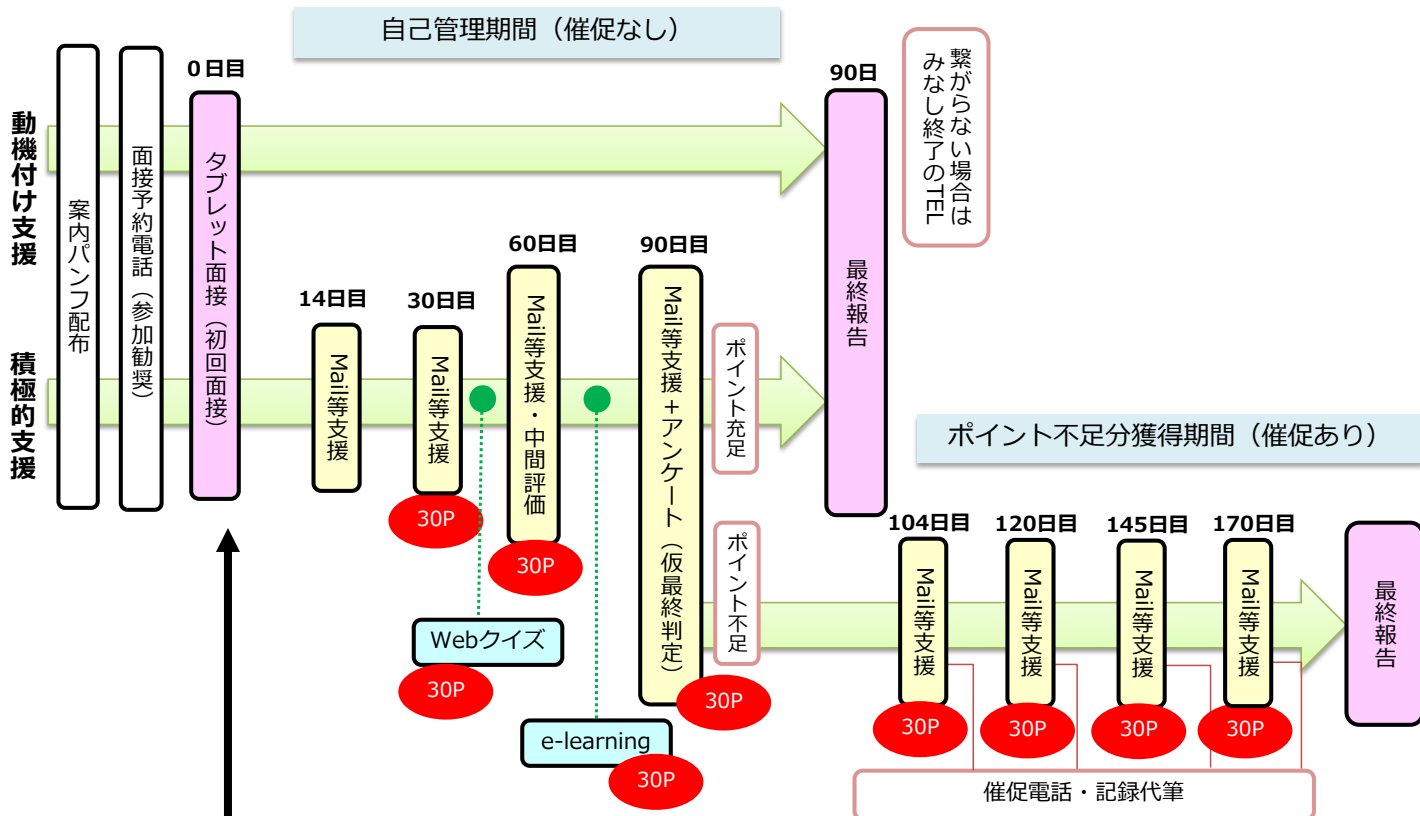 自己管理期間（催促なし）
繋がらない場合は
みなし終了のTEL
0日目
90日
動機付け支援
案内パンフ配布
面接予約電話（参加勧奨）
タブレット面接（初回面接）
最終報告
積極的支援
14日目
Mail等支援
30日目
Mail等支援
30P
60日目
Mail等支援・中間評価
30P
90日目
Mail等支援＋アンケート（仮最終判定）
30P
ポイント充足
ポイント不足
Webクイズ
30P
e-learning
30P
ポイント不足分獲得期間（催促あり）
104日目
Mail等支援
30P
120日目
Mail等支援
30P
145日目
Mail等支援
30P
170日目
Mail等支援
30P
最終報告
催促電話・記録代筆